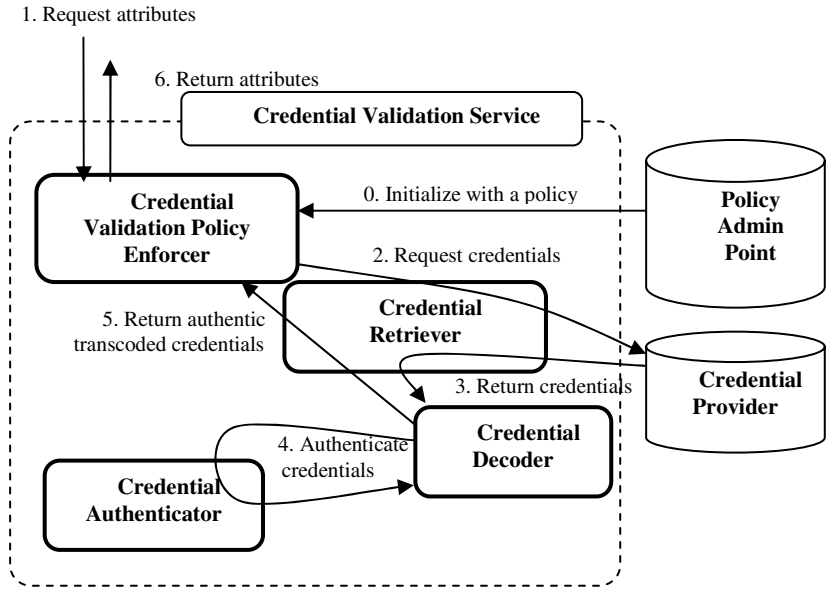 1. Request attributes
6. Return attributes
Credential Validation Service
Credential
Validation Policy
Enforcer
0. Initialize with a policy
Policy
Admin
Point
2. Request credentials
Credential
Retriever
5. Return authentic
transcoded credentials
3. Return credentials
Credential
Provider
4. Authenticate
credentials
Credential
Decoder
Credential
Authenticator